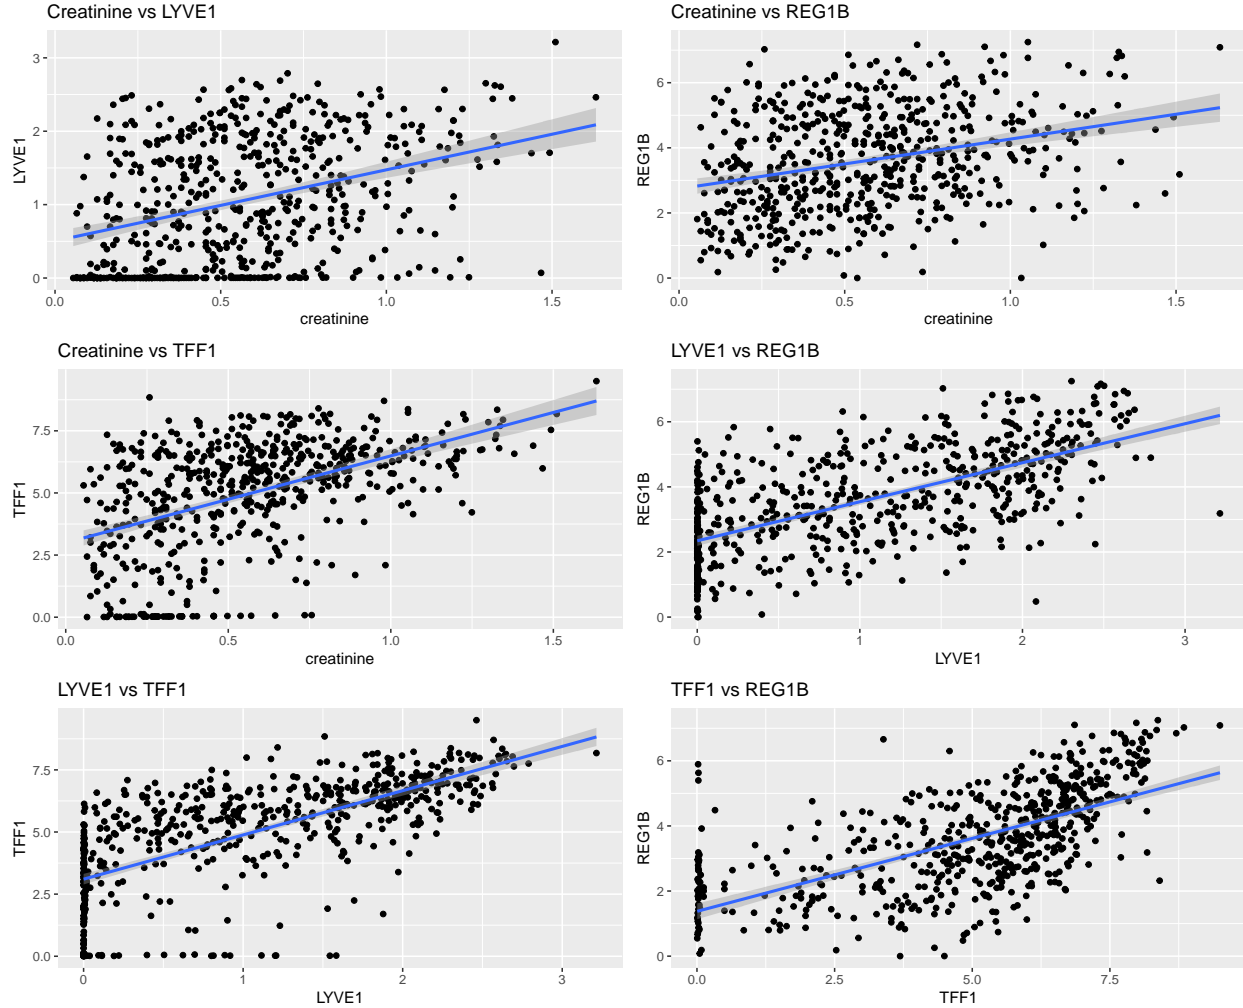 Creatinine vs LYVE1
3
2
1
0
LYVE1
0.0 0.5 1.0 1.5
creatinine
Creatinine vs REG1B
6
4
2
0
REG1B
0.0 0.5 1.0 1.5
creatinine
Creatinine vs TFF1
7.5
5.0
2.5
0.0
TFF1
0.0 0.5 1.0 1.5
creatinine
LYVE1 vs REG1B
6
4
2
0
REG1B
0 1 2 3
LYVE1
LYVE1 vs TFF1
7.5
5.0
2.5
0.0
TFF1
0 1 2 3
LYVE1
TFF1 vs REG1B
6
4
2
0
REG1B
0.0 2.5 5.0 7.5
TFF1